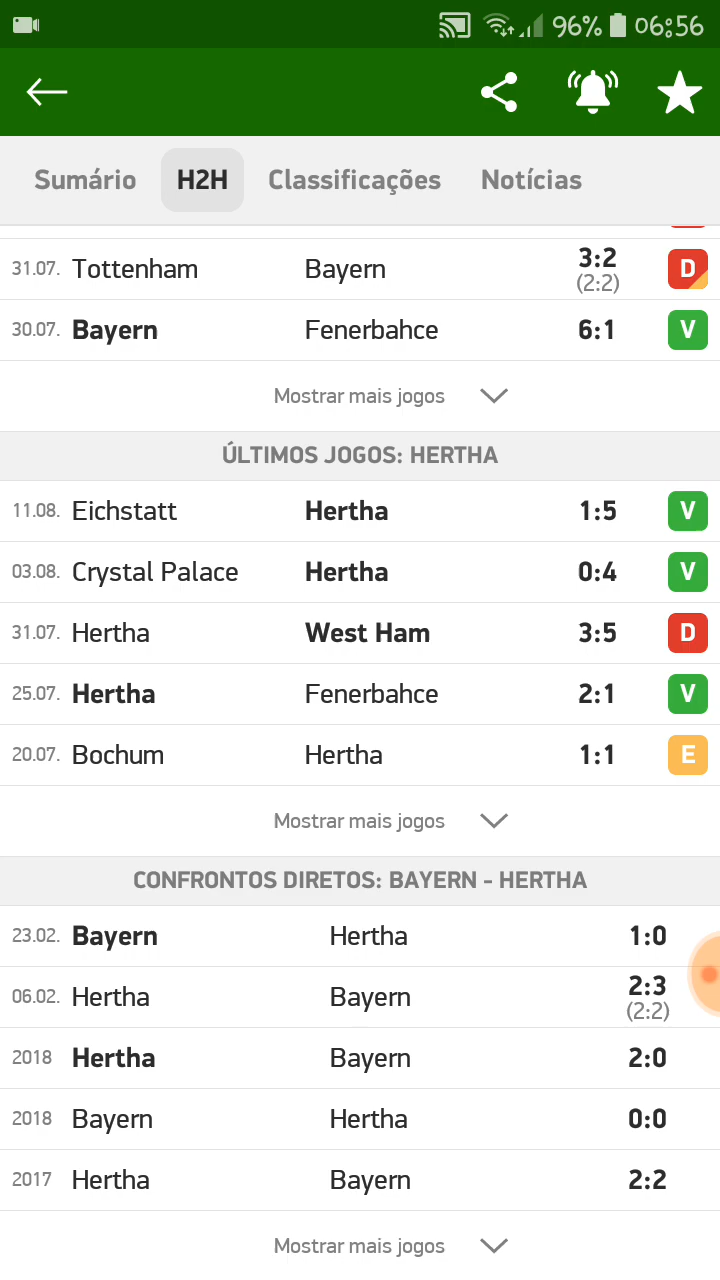 96% 06:56
Sumário H2H Classificações Notícias
31.07. Tottenham Bayern 3:2 (2:2) D
30.07. Bayern Fenerbahce 6:1 V
Mostrar mais jogos
ÚLTIMOS JOGOS: HERTHA
11.08. Eichstatt Hertha 1:5 V
03.08. Crystal Palace Hertha 0:4 V
31.07. Hertha West Ham 3:5 D
25.07. Hertha Fenerbahce 2:1 V
20.07. Bochum Hertha 1:1 E
Mostrar mais jogos
CONFRONTOS DIRETOS: BAYERN - HERTHA
23.02. Bayern Hertha 1:0
06.02. Hertha Bayern 2:3 (2:2)
2018 Hertha Bayern 2:0
2018 Bayern Hertha 0:0
2017 Hertha Bayern 2:2
Mostrar mais jogos